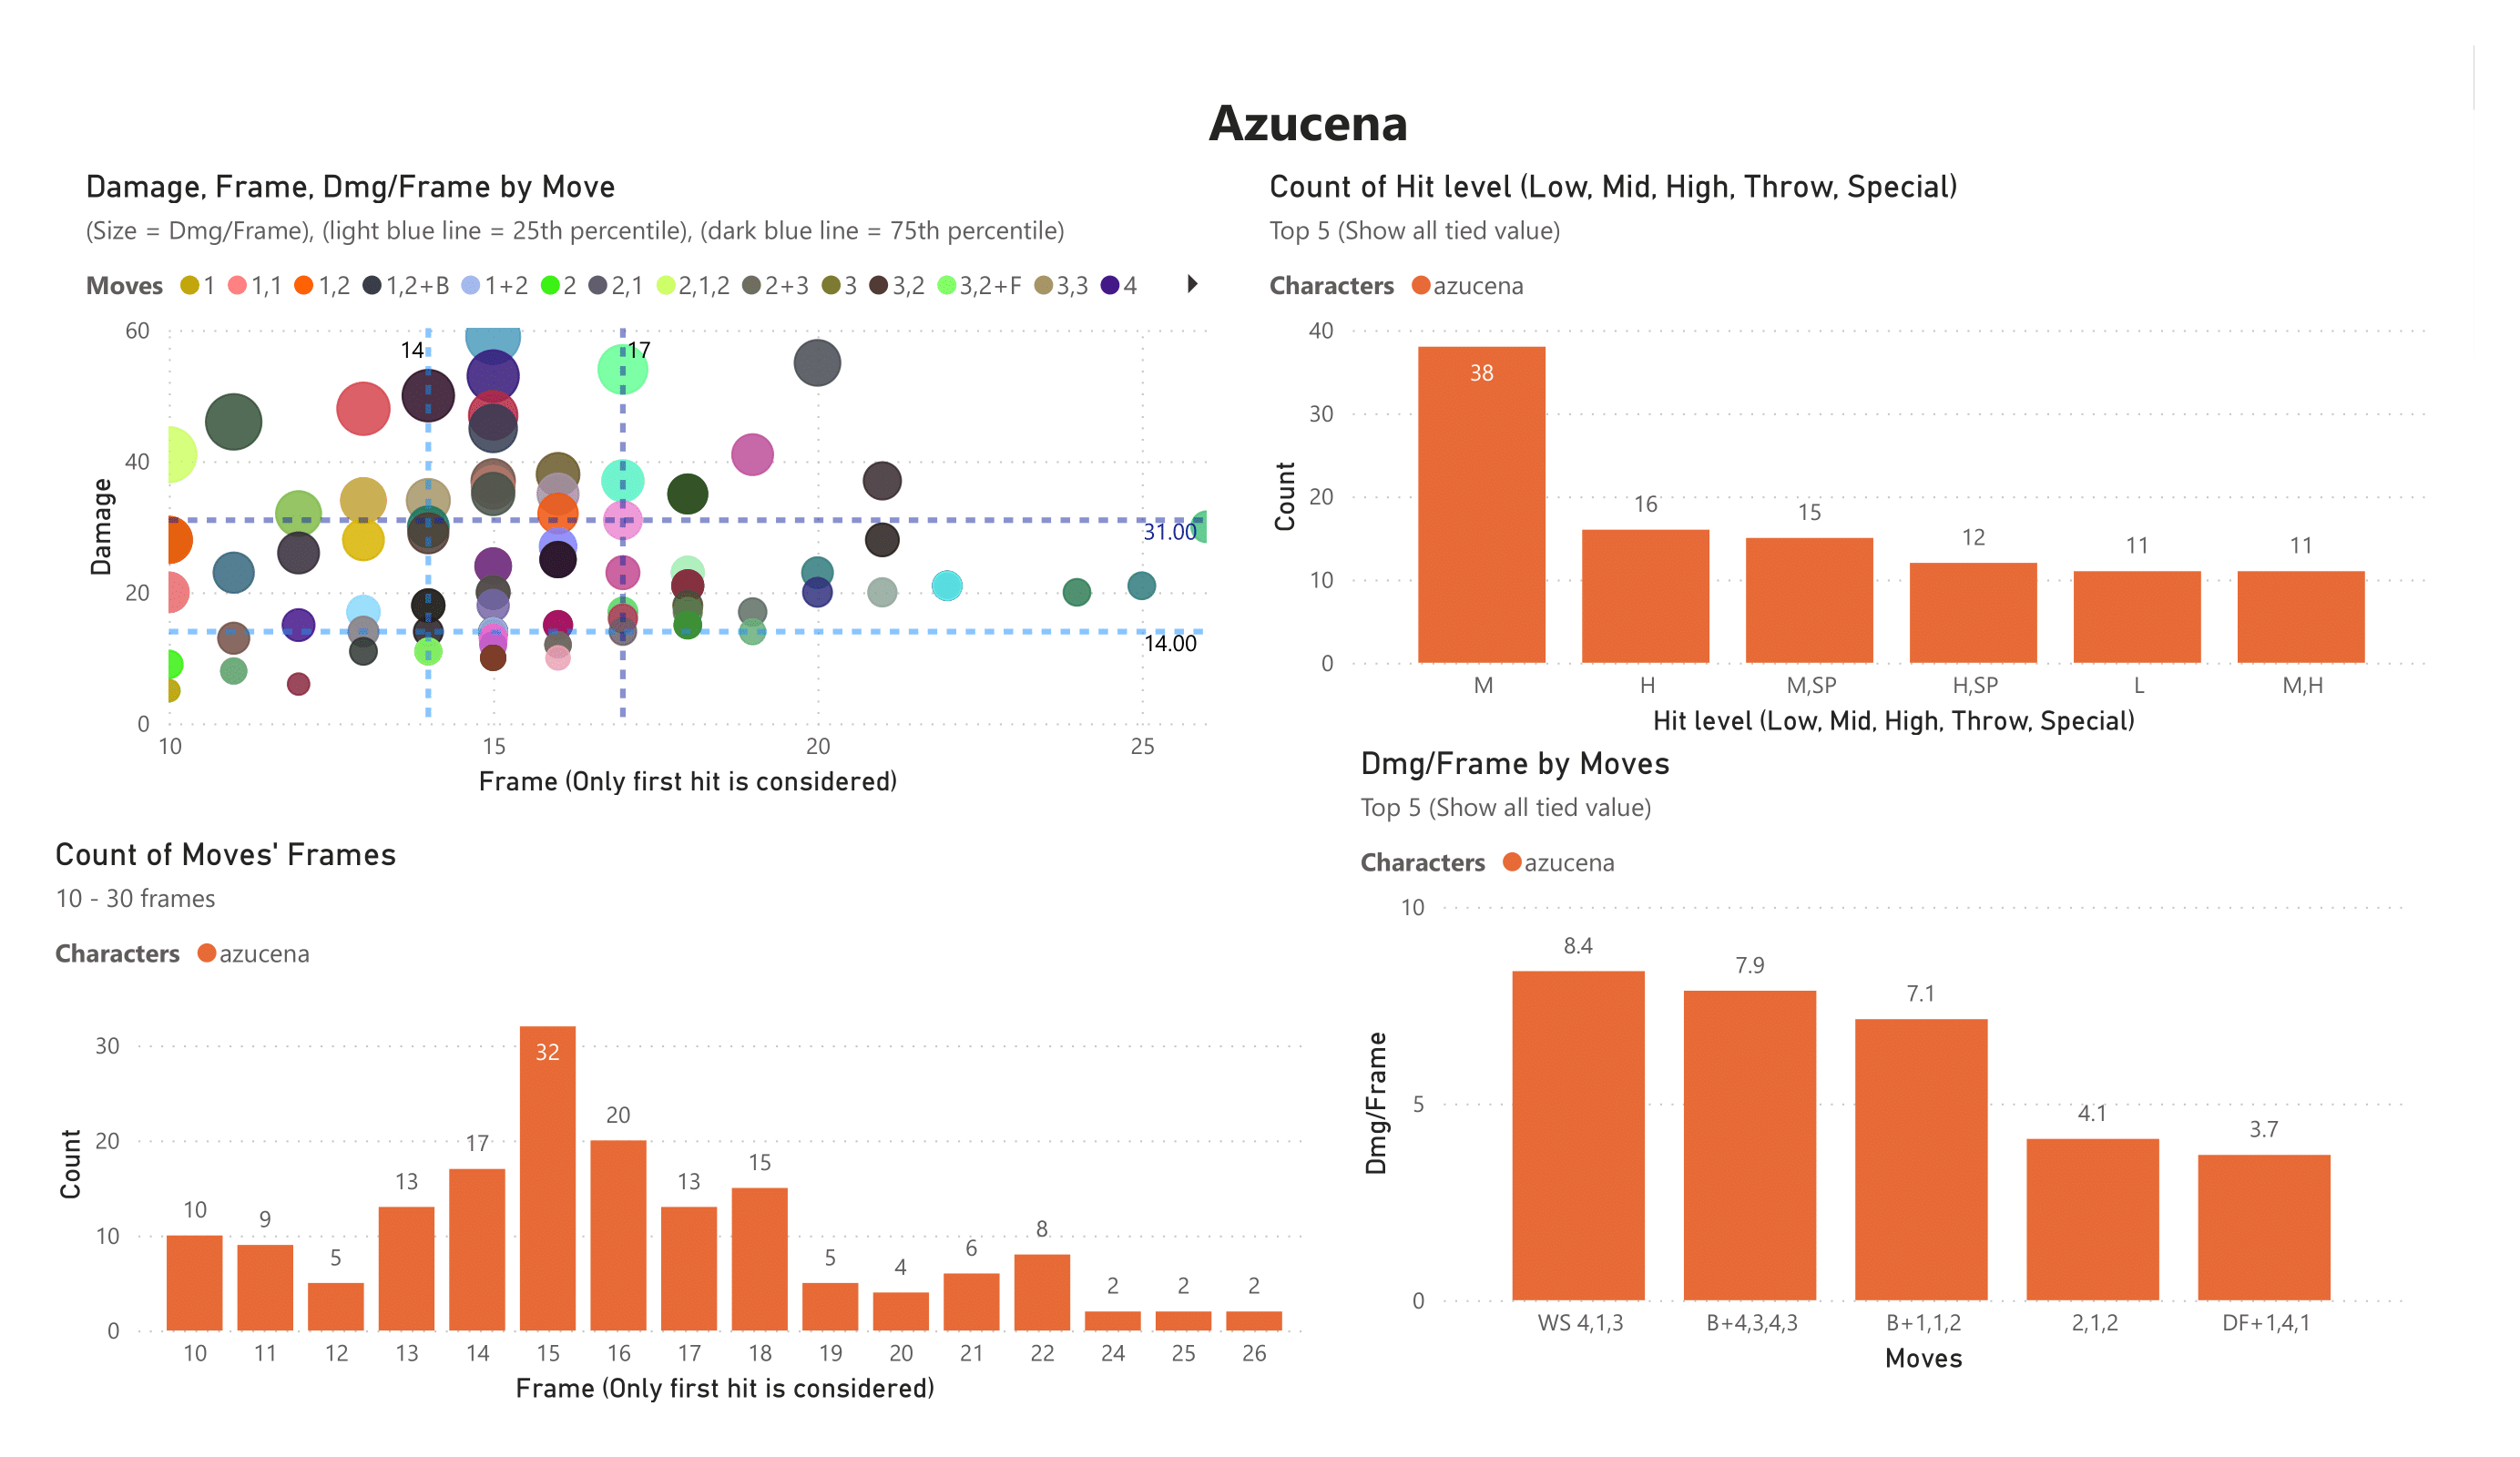 Azucena
Damage, Frame, Dmg/Frame by Move
(Size = Dmg/Frame), (light blue line = 25th percentile), (dark blue line = 75th percentile)
Moves 1 1,1 1,2 1,2+B 1+2 2 2,1 2,1,2 2+3 3 3,2 3,2+F 3,3 4
Damage
60
40
20
0
14
17
31.00
14.00
10 15 20 25
Frame (Only first hit is considered)
Count of Hit level (Low, Mid, High, Throw, Special)
Top 5 (Show all tied value)
Characters azucena
Count
40
30
20
10
0
38 16 15 12 11 11
M H M,SP H,SP L M,H
Hit level (Low, Mid, High, Throw, Special)
Count of Moves' Frames
10 - 30 frames
Characters azucena
Count
30
20
10
0
10 9 5 13 17 32 20 13 15 5 4 6 8 2 2 2
10 11 12 13 14 15 16 17 18 19 20 21 22 24 25 26
Frame (Only first hit is considered)
Dmg/Frame by Moves
Top 5 (Show all tied value)
Characters azucena
Dmg/Frame
10
5
0
8.4 7.9 7.1 4.1 3.7
WS 4,1,3 B+4,3,4,3 B+1,1,2 2,1,2 DF+1,4,1
Moves